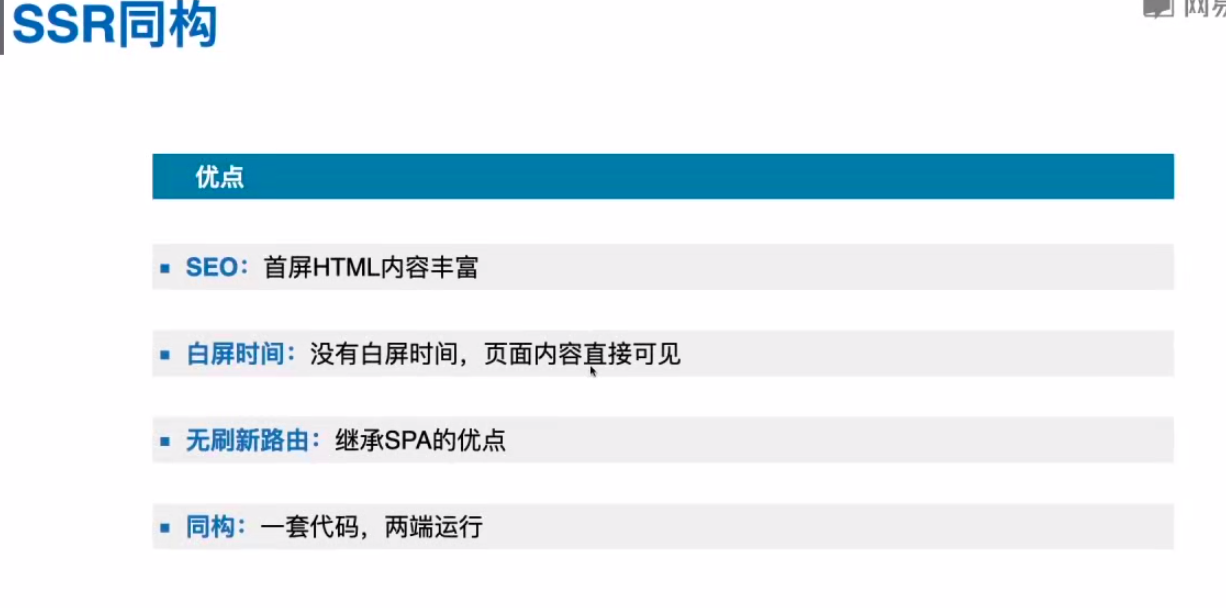 SSR同构
网易
优点
SEO：首屏HTML内容丰富
白屏时间：没有白屏时间，页面内容直接可见
无刷新路由：继承SPA的优点
同构：一套代码，两端运行